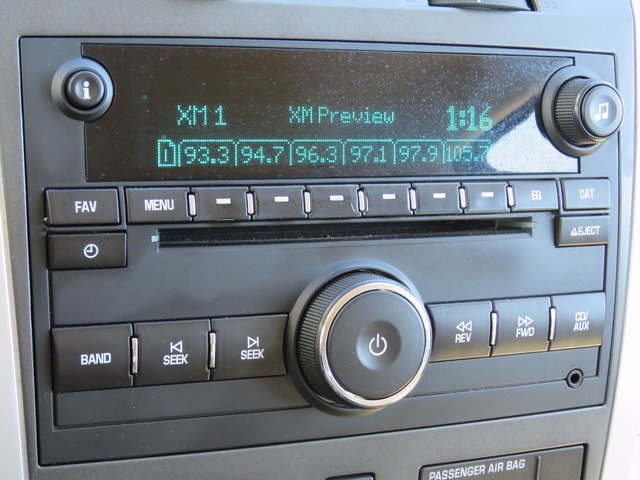 i
XM 1 XM Preview 1:16
1 93.3 94.7 96.3 97.1 97.9 105.7
FAV MENU EQ CAT
EJECT
BAND SEEK SEEK REV FWD CD/
AUX
PASSENGER AIR BAG